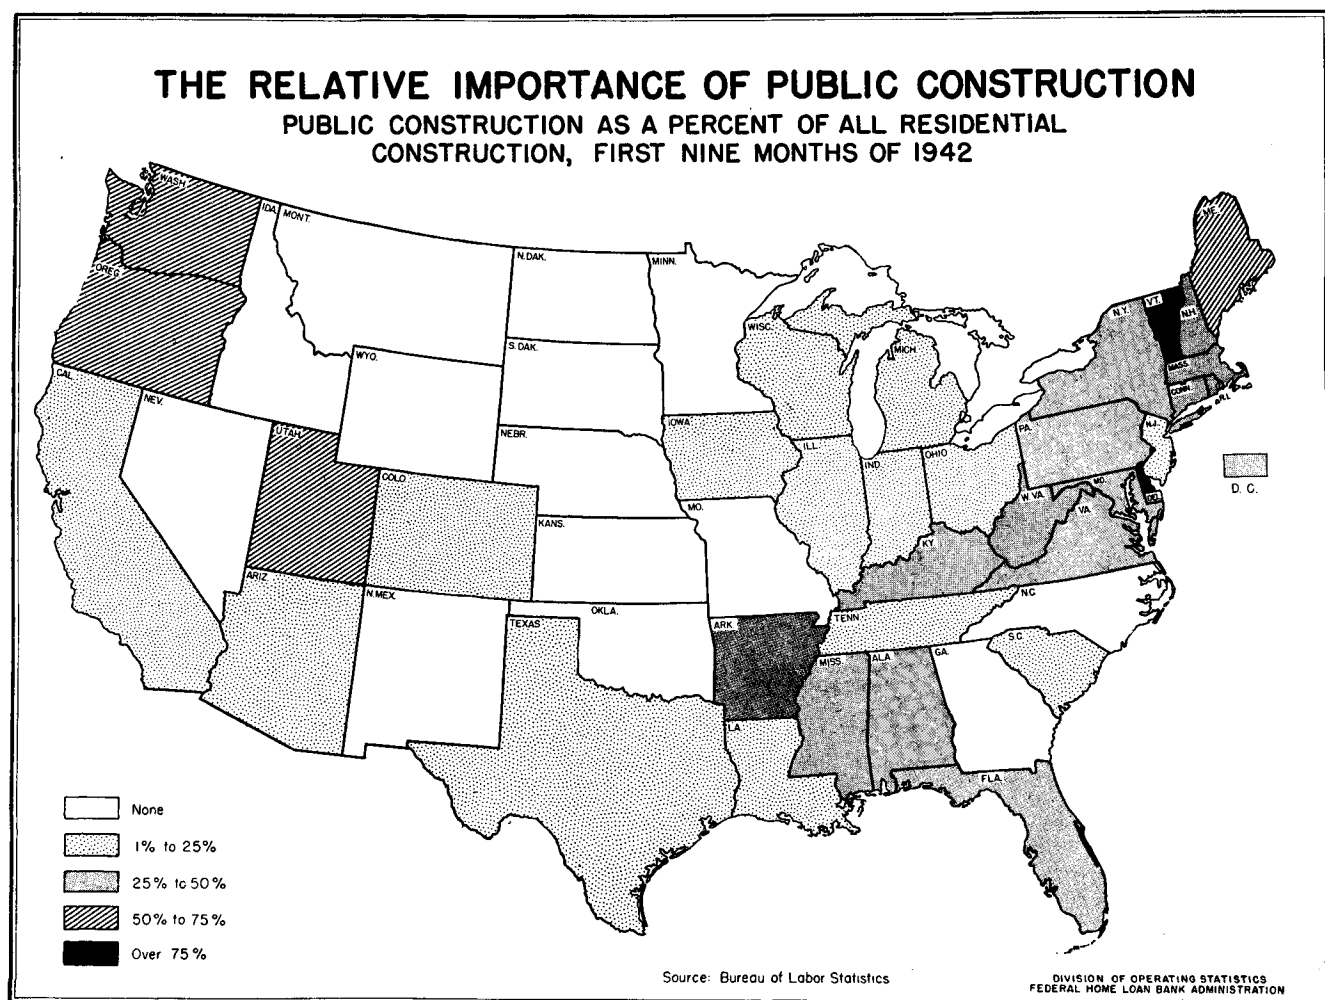 THE RELATIVE IMPORTANCE OF PUBLIC CONSTRUCTION
PUBLIC CONSTRUCTION AS A PERCENT OF ALL RESIDENTIAL
CONSTRUCTION, FIRST NINE MONTHS OF 1942
WASH.
IDA.
MONT.
N.DAK.
MINN.
ME.
OREG.
VT.
N.Y.
N.H.
WISC.
S.DAK.
MICH.
WYO.
MASS.
CAL.
CONN.
R.I.
NEV.
IOWA
UTAH
NEBR.
PA.
N.J.
ILL.
IND.
OHIO
COLO.
D. C.
MO.
W.VA.
MD.
DEL.
VA.
KANS.
KY.
ARIZ.
N.MEX.
OKLA.
N.C.
TEXAS
ARK.
TENN.
S.C.
MISS.
ALA.
GA.
LA.
FLA.
None
1% to 25%
25% to 50%
50% to 75%
Over 75%
Source: Bureau of Labor Statistics
DIVISION OF OPERATING STATISTICS
FEDERAL HOME LOAN BANK ADMINISTRATION